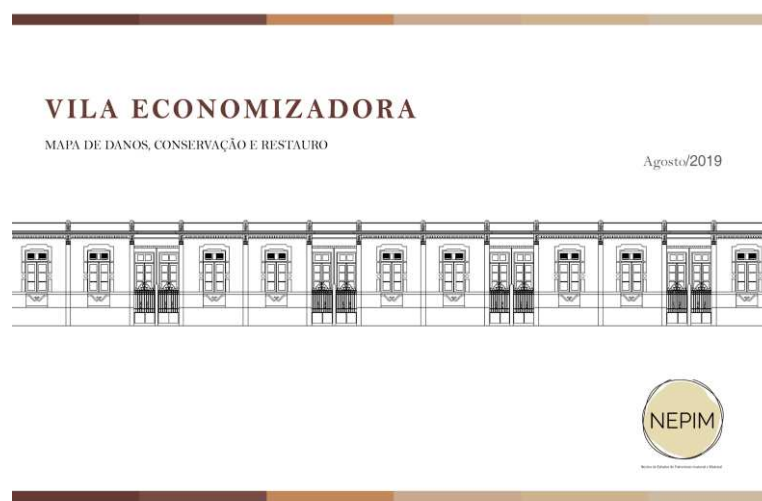 VILA ECONOMIZADORA
MAPA DE DANOS, CONSERVAÇÃO E RESTAURO
Agosto/2019
NEPIM